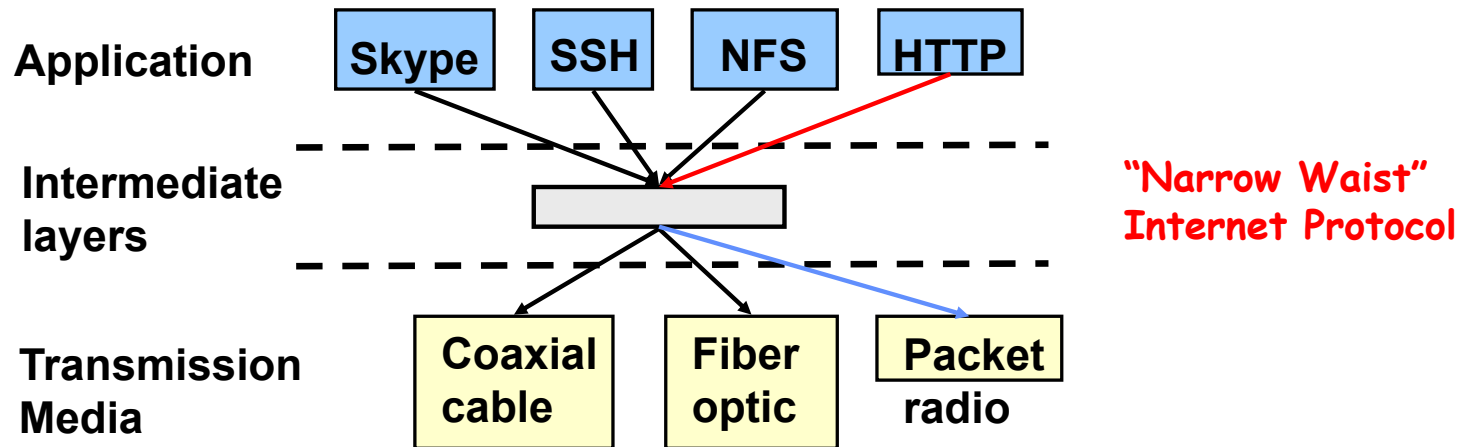 Application
Skype
SSH
NFS
HTTP
Intermediate
layers
“Narrow Waist”
Internet Protocol
Transmission
Media
Coaxial
cable
Fiber
optic
Packet
radio